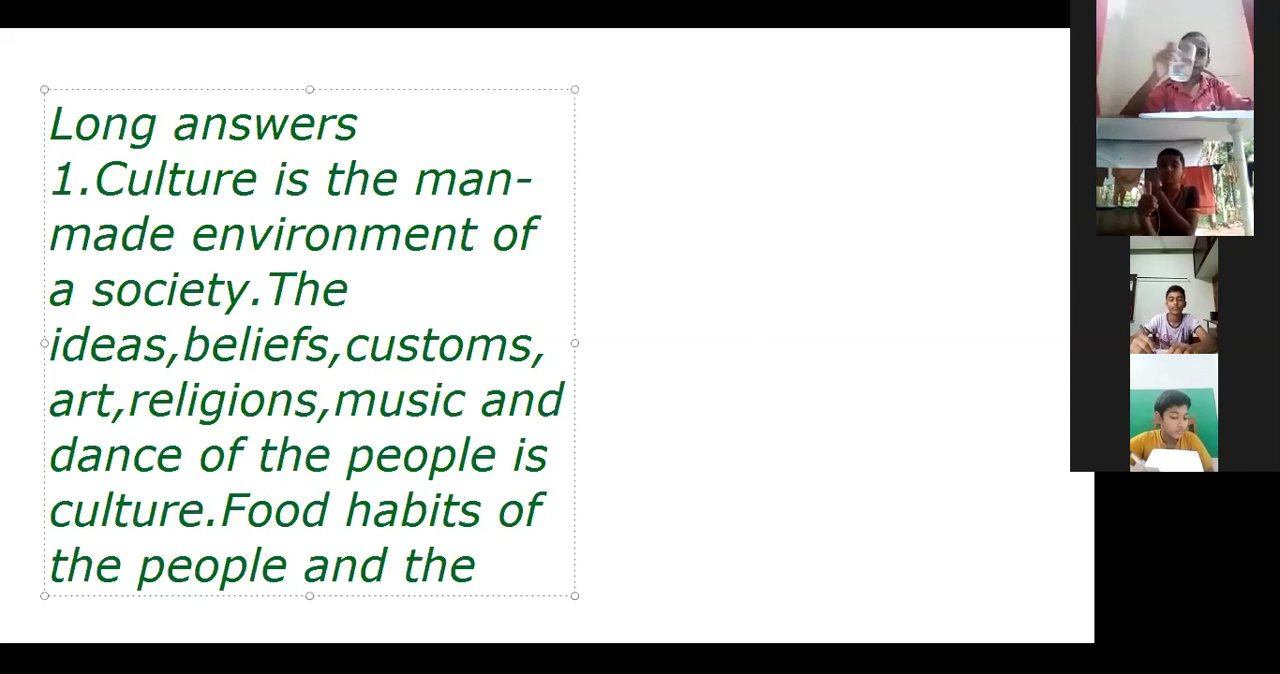 Long answers
1.Culture is the man-
made environment of
a society.The
ideas,beliefs,customs,
art,religions,music and
dance of the people is
culture.Food habits of
the people and the